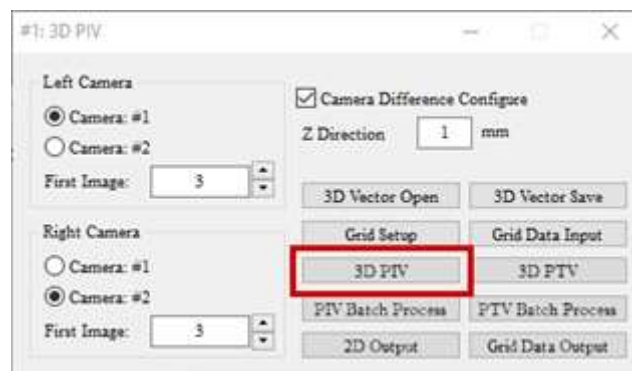 #1: 3D PIV
Left Camera
Camera: #1
Camera: #2
First Image: 3
Camera Difference Configure
Z Direction 1 mm
3D Vector Open 3D Vector Save
Right Camera
Grid Setup Grid Data Input
Camera: #1
3D PIV 3D PTV
Camera: #2
PIV Batch Process PTV Batch Process
First Image: 3
2D Output Grid Data Output